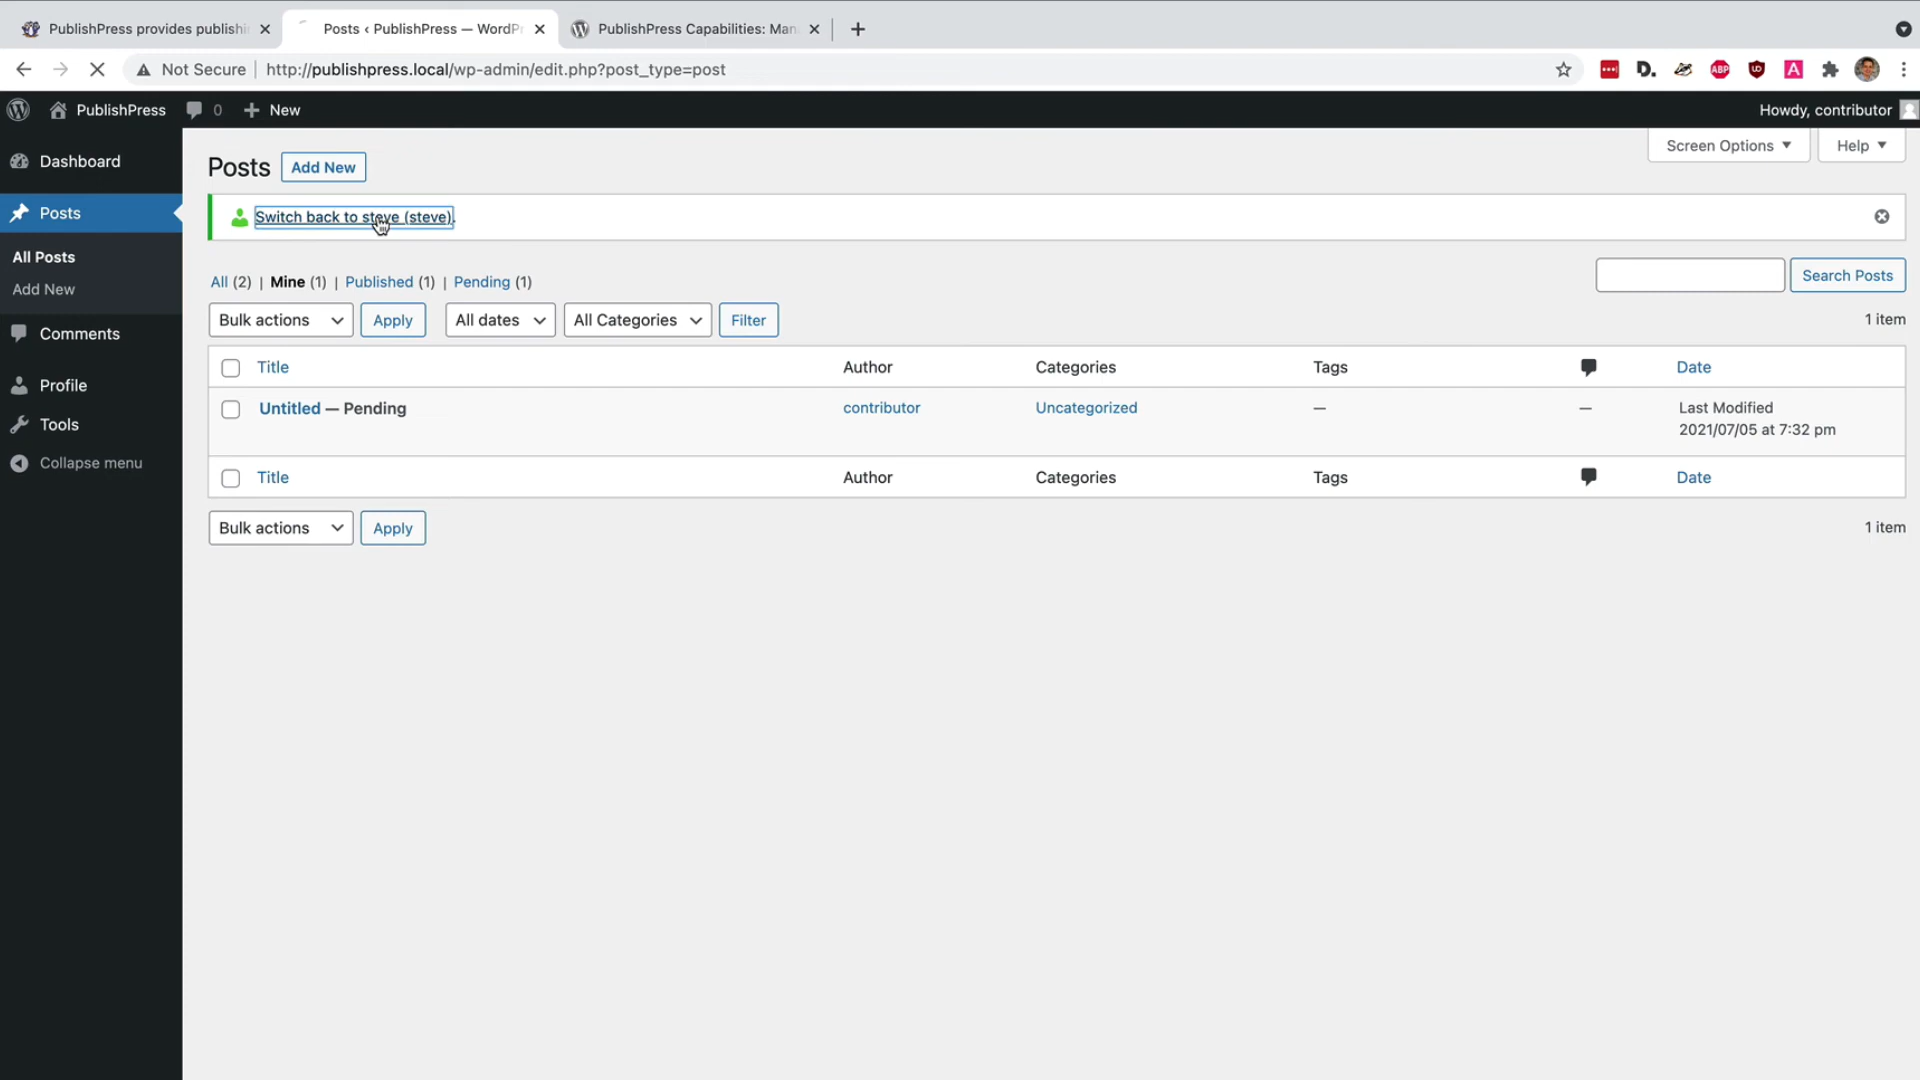 PublishPress provides publishi
Posts ‹ PublishPress — WordPr
PublishPress Capabilities: Man
Not Secure
http://publishpress.local/wp-admin/edit.php?post_type=post
D.
ABP
A
PublishPress
0
New
Howdy, contributor
Dashboard
Posts
All Posts
Add New
Comments
Profile
Tools
Collapse menu
Screen Options
Help
Posts
Add New
Switch back to steve (steve).
All (2) | Mine (1) | Published (1) | Pending (1)
Search Posts
Bulk actions
Apply
All dates
All Categories
Filter
1 item
Title
Author
Categories
Tags
Date
Untitled — Pending
contributor
Uncategorized
—
—
Last Modified
2021/07/05 at 7:32 pm
Title
Author
Categories
Tags
Date
Bulk actions
Apply
1 item